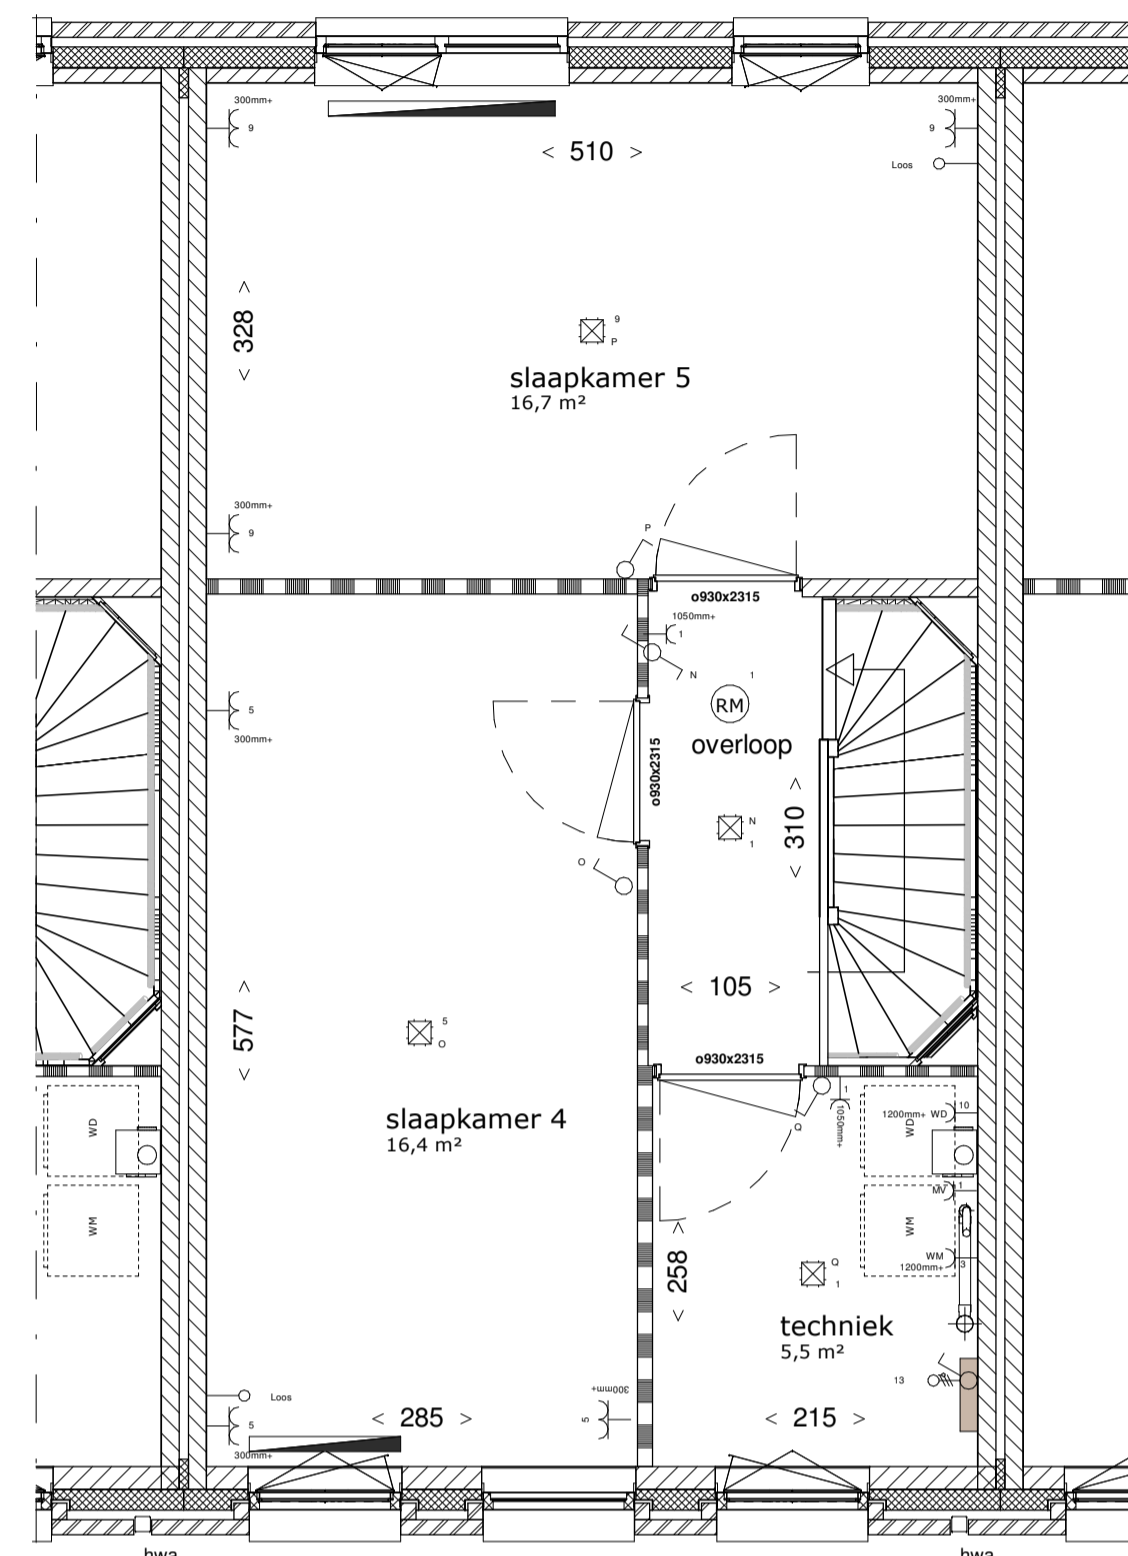 300mm+
9
< 510 >
300mm+
9
Loos
< 328 >
9
P
slaapkamer 5
16,7 m²
300mm+
9
P
o930x2315
1050mm+
1
N
1
RM
overloop
5
300mm+
o930x2315
< 310 >
N
1
O
< 105 >
< 577 >
5
O
o930x2315
slaapkamer 4
16,4 m²
1
1050mm+
Q
10
1200mm+ WD
WD
WD
MV
1
WM
WM
WM
1200mm+
3
< 258 >
Q
1
techniek
5,5 m²
13
Loos
5
300mm+
< 285 >
300mm+
5
< 215 >
hwa
hwa